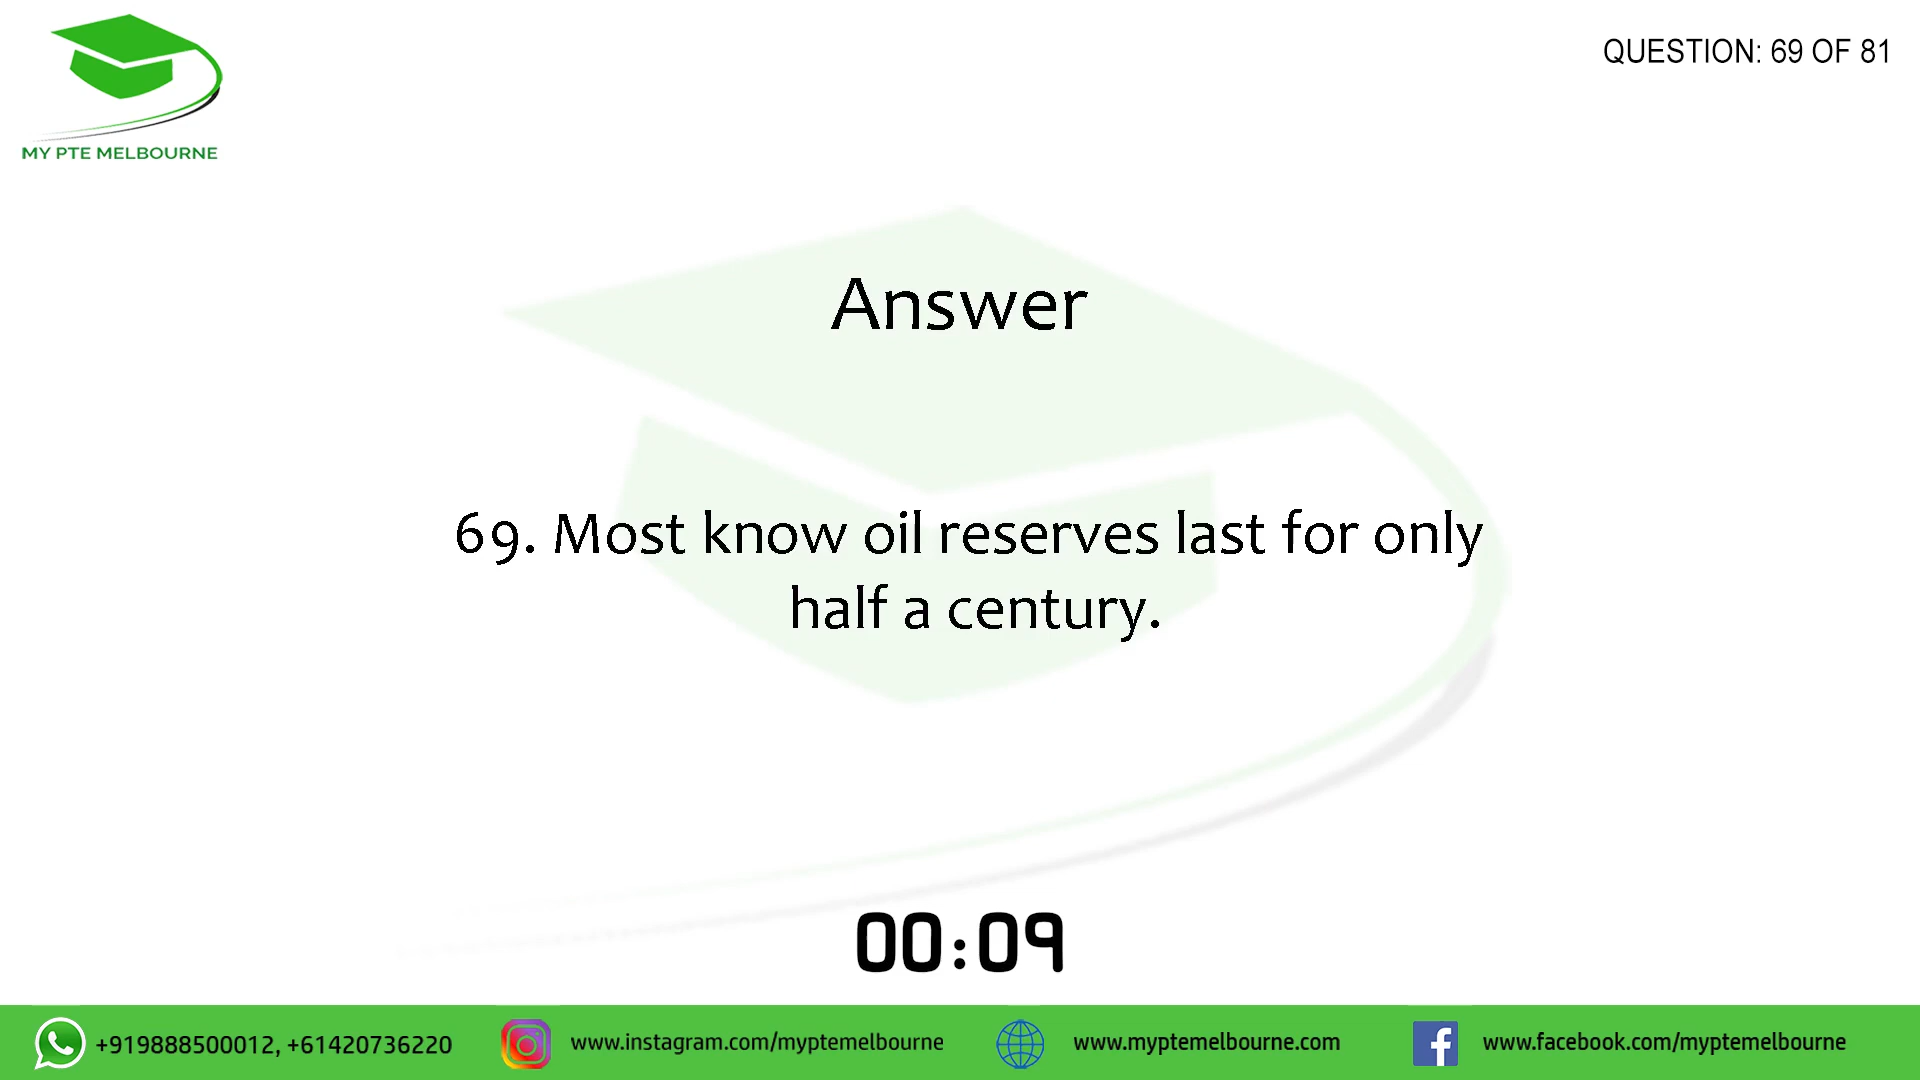 MY PTE MELBOURNE
QUESTION: 69 OF 81
Answer
69. Most know oil reserves last for only
half a century.
00:09
+919888500012, +61420736220
www.instagram.com/myptemelbourne
www.myptemelbourne.com
www.facebook.com/myptemelbourne